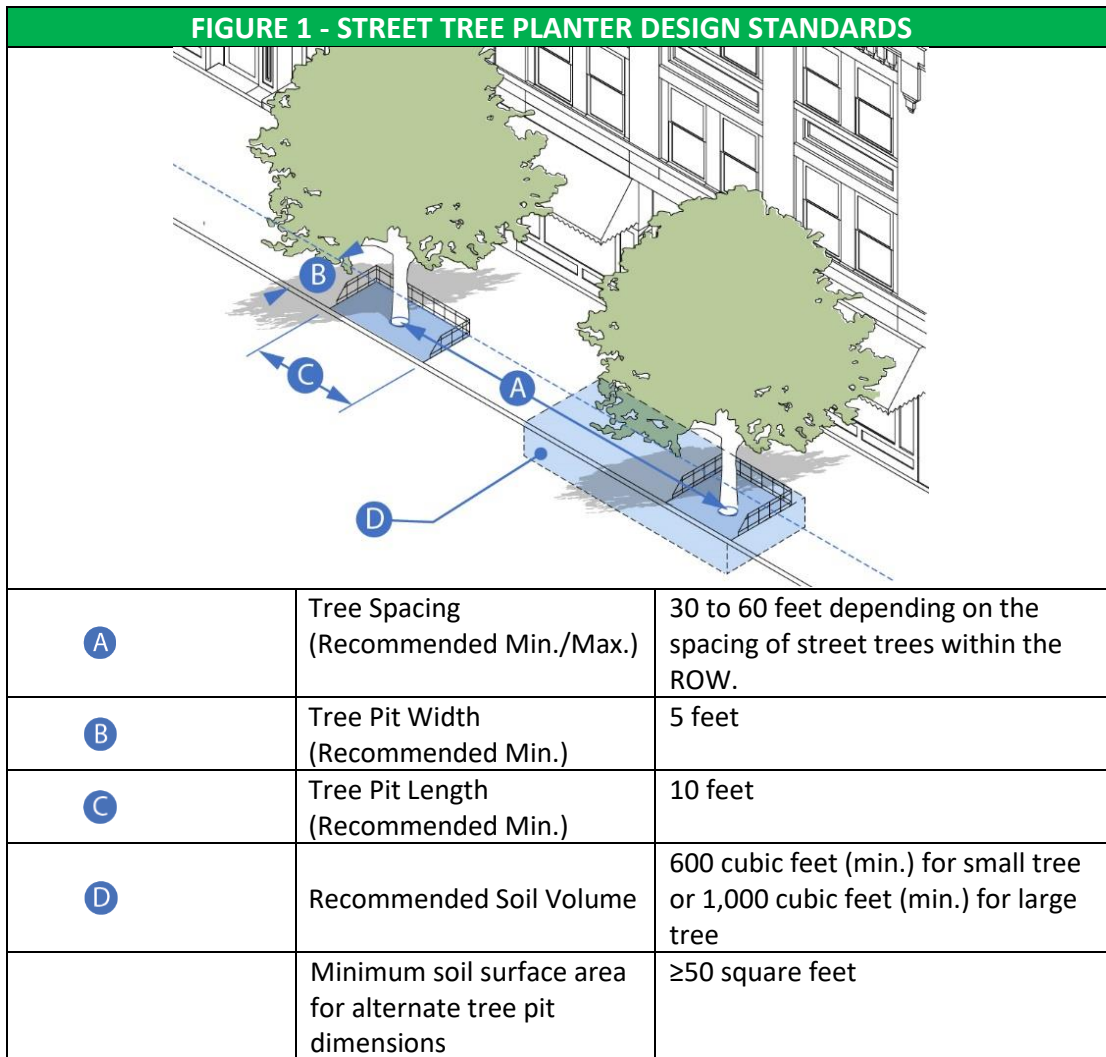 FIGURE 1 - STREET TREE PLANTER DESIGN STANDARDS
B
C
A
D
A
Tree Spacing
(Recommended Min./Max.)
30 to 60 feet depending on the
spacing of street trees within the
ROW.
B
Tree Pit Width
(Recommended Min.)
5 feet
C
Tree Pit Length
(Recommended Min.)
10 feet
D
Recommended Soil Volume
600 cubic feet (min.) for small tree
or 1,000 cubic feet (min.) for large
tree
Minimum soil surface area
for alternate tree pit
dimensions
≥50 square feet